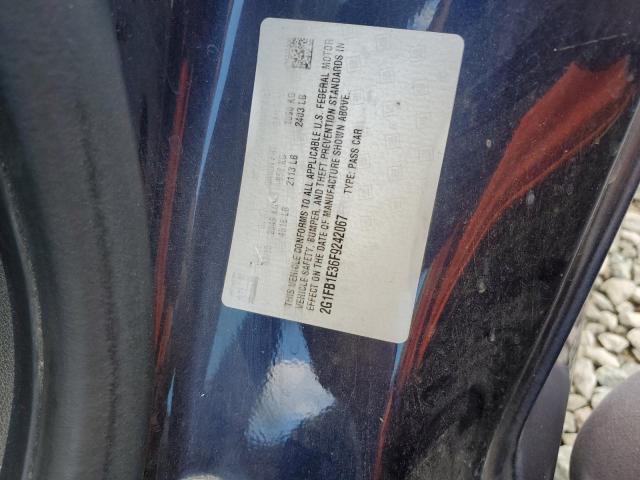 2113 LB
2403 LB
THIS VEHICLE CONFORMS TO ALL APPLICABLE U.S. FEDERAL MOTOR
VEHICLE SAFETY, BUMPER, AND THEFT PREVENTION STANDARDS IN
EFFECT ON THE DATE OF MANUFACTURE SHOWN ABOVE.
2G1FB1E36F9242067 TYPE: PASS CAR